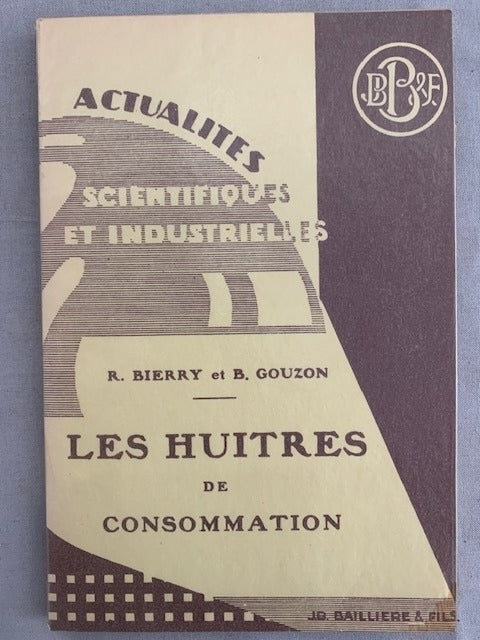 JBB&F.
ACTUALITES
SCIENTIFIQUES
ET INDUSTRIELLES
R. BIERRY et B. GOUZON
LES HUITRES
DE
CONSOMMATION
JB. BAILLIERE & FILS.